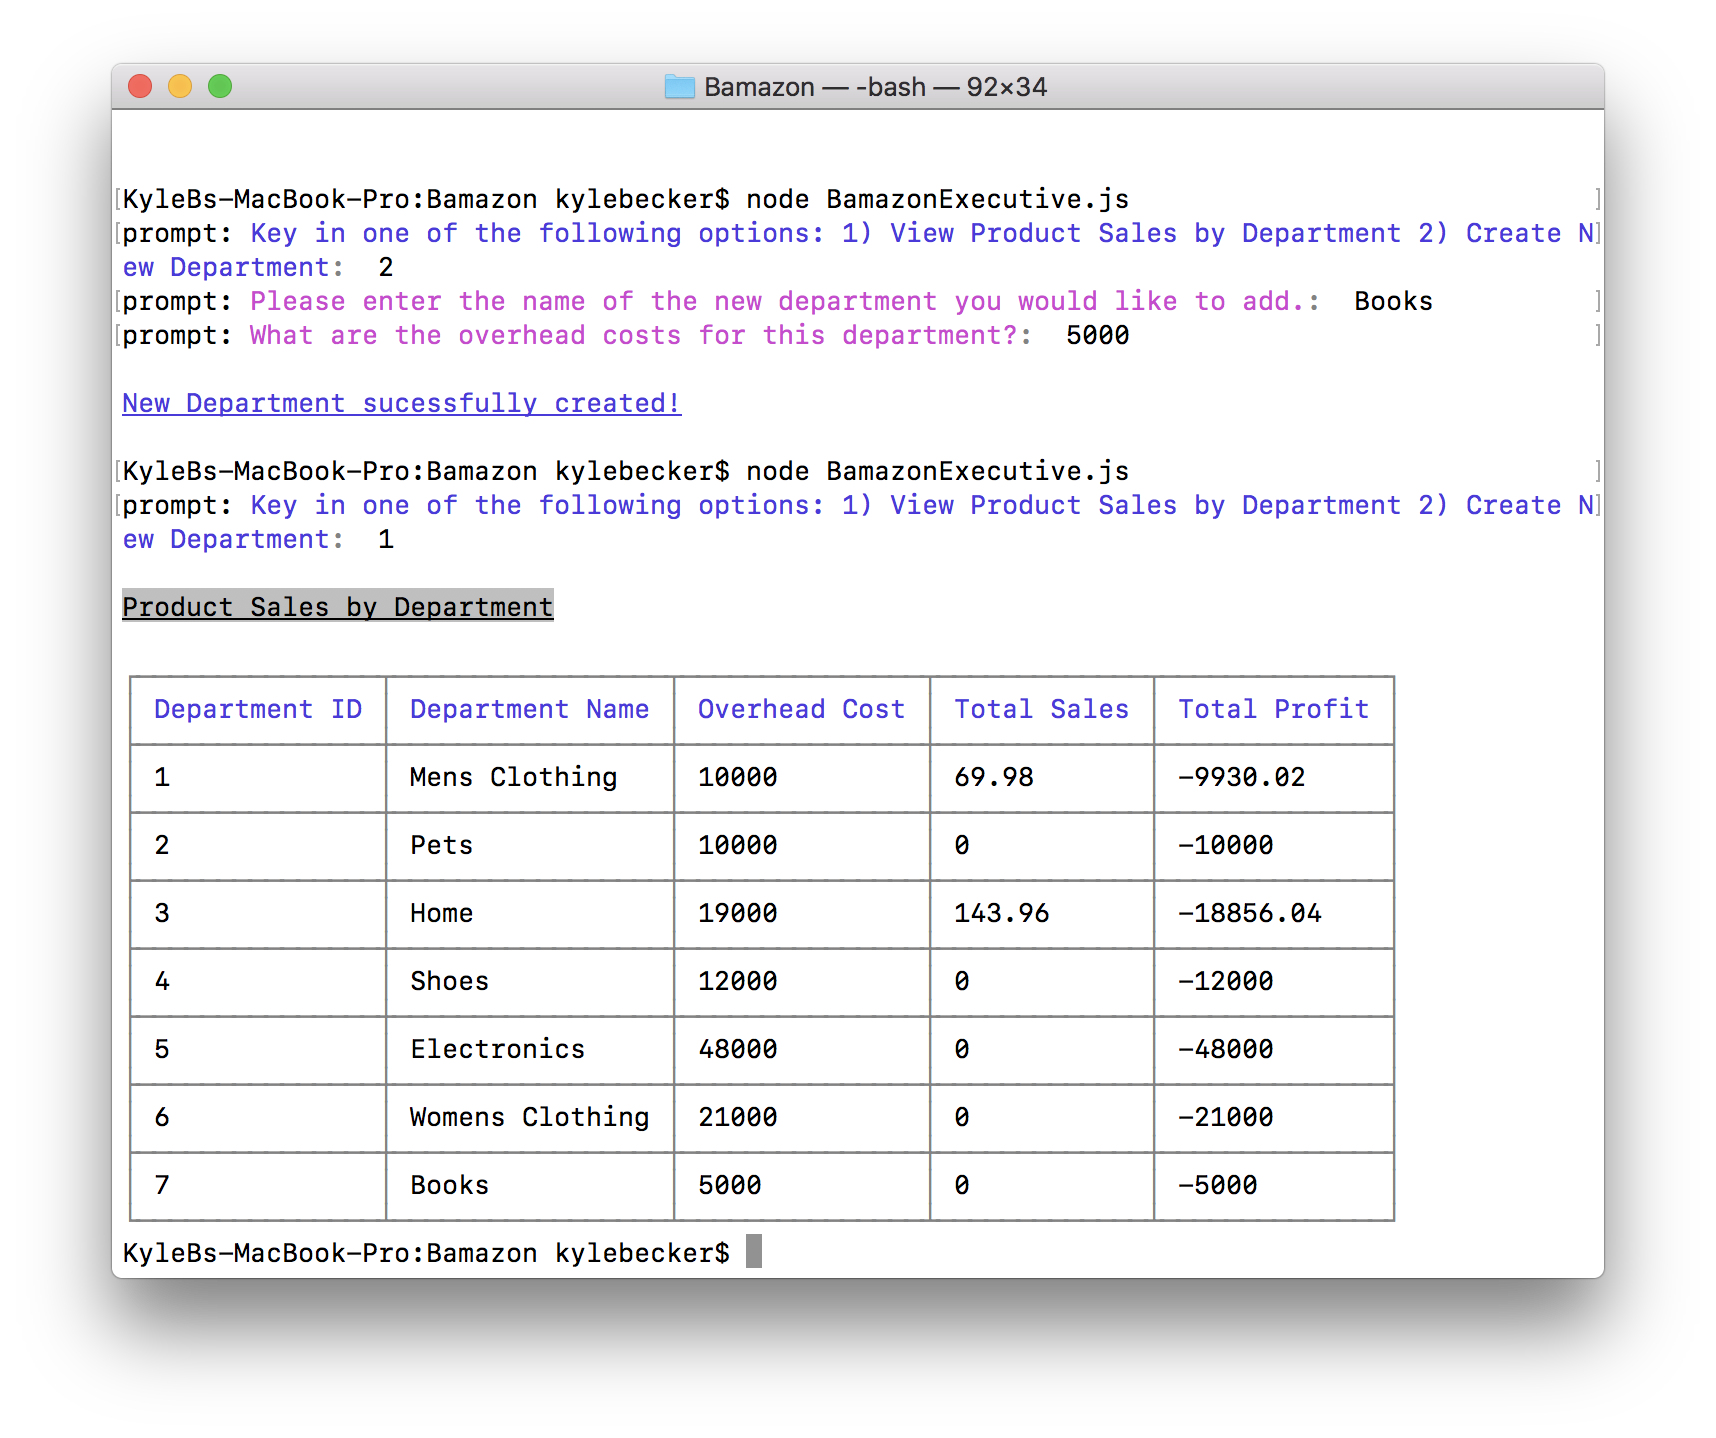 Bamazon — -bash — 92×34
KyleBs-MacBook-Pro:Bamazon kylebecker$ node BamazonExecutive.js
prompt: Key in one of the following options: 1) View Product Sales by Department 2) Create N
ew Department:  2
prompt: Please enter the name of the new department you would like to add.:  Books
prompt: What are the overhead costs for this department?:  5000
New Department sucessfully created!
KyleBs-MacBook-Pro:Bamazon kylebecker$ node BamazonExecutive.js
prompt: Key in one of the following options: 1) View Product Sales by Department 2) Create N
ew Department:  1
Product Sales by Department
Department ID Department Name Overhead Cost Total Sales Total Profit
1 Mens Clothing 10000 69.98 -9930.02
2 Pets 10000 0 -10000
3 Home 19000 143.96 -18856.04
4 Shoes 12000 0 -12000
5 Electronics 48000 0 -48000
6 Womens Clothing 21000 0 -21000
7 Books 5000 0 -5000
KyleBs-MacBook-Pro:Bamazon kylebecker$